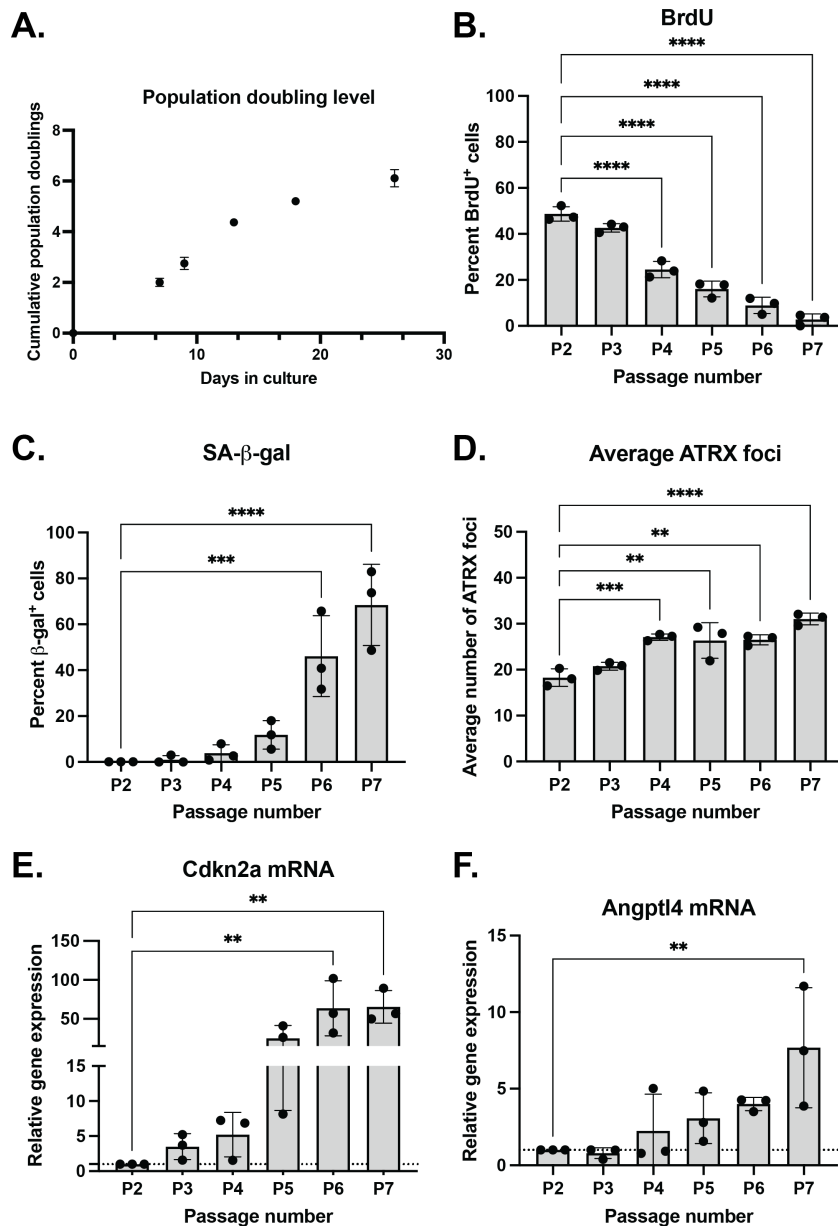 A.
Population doubling level
Cumulative population doublings
8
6
4
2
0
0 10 20 30
Days in culture
B.
BrdU
****
****
****
****
Percent BrdU⁺ cells
100
80
60
40
20
0
P2 P3 P4 P5 P6 P7
Passage number
C.
SA-β-gal
****
***
Percent β-gal⁺ cells
100
80
60
40
20
0
P2 P3 P4 P5 P6 P7
Passage number
D.
Average ATRX foci
****
**
**
***
Average number of ATRX foci
50
40
30
20
10
0
P2 P3 P4 P5 P6 P7
Passage number
E.
Cdkn2a mRNA
**
**
Relative gene expression
150
100
50
15
10
5
0
P2 P3 P4 P5 P6 P7
Passage number
F.
Angptl4 mRNA
**
Relative gene expression
15
10
5
0
P2 P3 P4 P5 P6 P7
Passage number